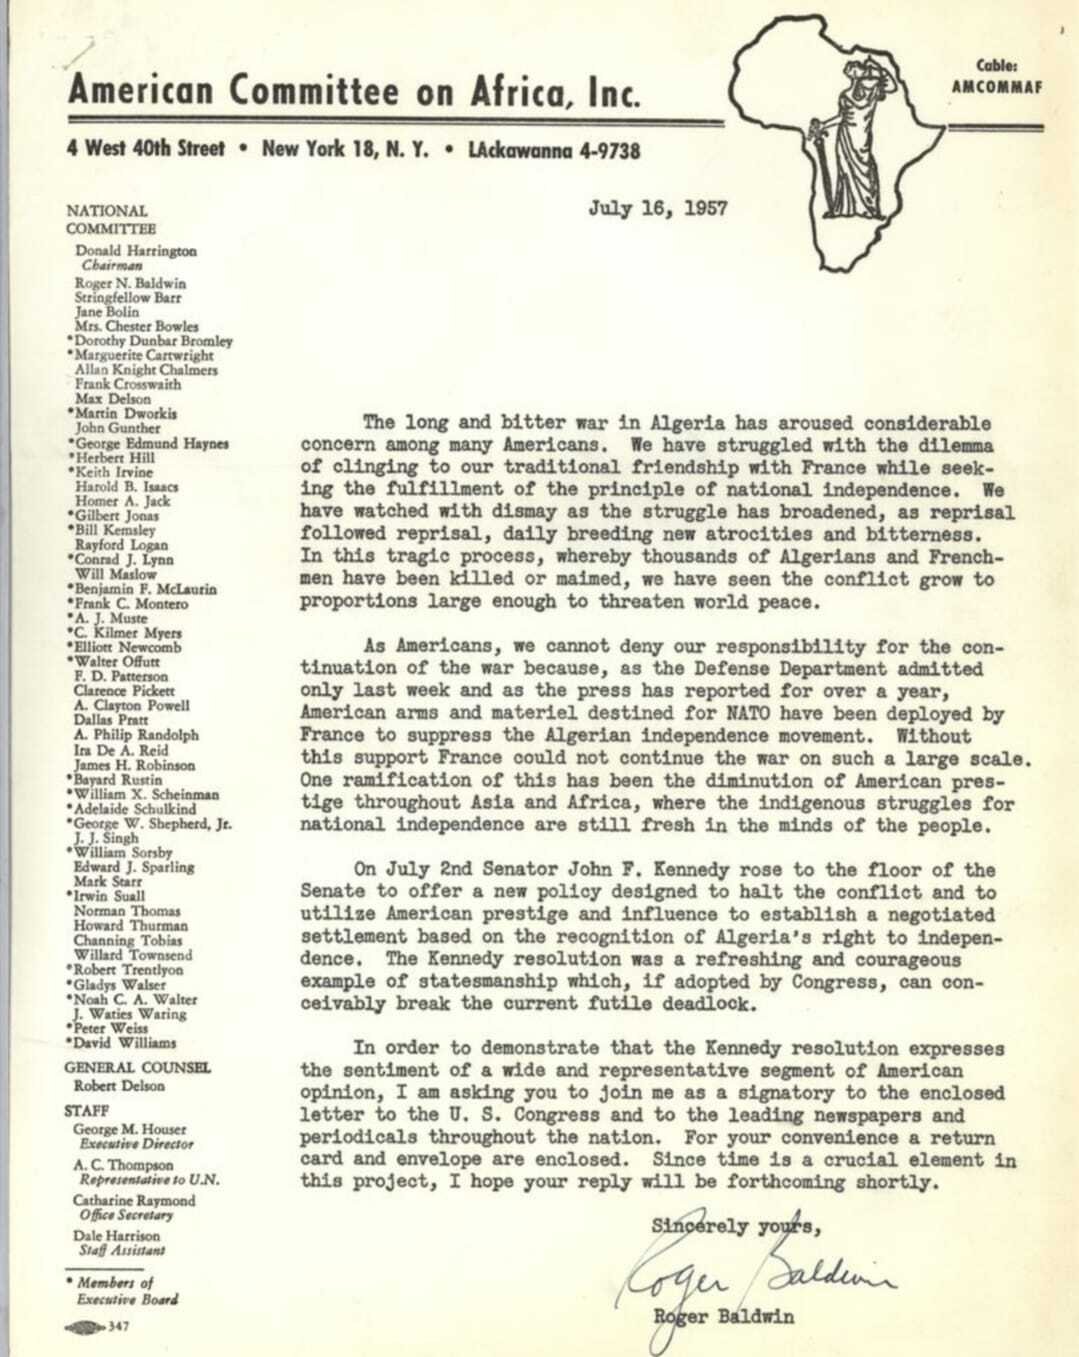 American Committee on Africa, Inc.
4 West 40th Street • New York 18, N. Y. • LAckawanna 4-9738
Cable:
AMCOMMAF
July 16, 1957
NATIONAL
COMMITTEE
Donald Harrington
Chairman
Roger N. Baldwin
Stringfellow Barr
Jane Bolin
Mrs. Chester Bowles
*Dorothy Dunbar Bromley
*Marguerite Cartwright
Allan Knight Chalmers
Frank Crosswaith
Max Delson
*Martin Dworkis
John Gunther
*George Edmund Haynes
*Herbert Hill
*Keith Irvine
Harold B. Isaacs
Homer A. Jack
*Gilbert Jonas
*Bill Kemsley
Rayford Logan
*Conrad J. Lynn
Will Maslow
*Benjamin F. McLaurin
*Frank C. Montero
*A. J. Muste
*C. Kilmer Myers
*Elliott Newcomb
*Walter Offutt
F. D. Patterson
Clarence Pickett
A. Clayton Powell
Dallas Pratt
A. Philip Randolph
Ira De A. Reid
James H. Robinson
*Bayard Rustin
*William X. Scheinman
*Adelaide Schulkind
*George W. Shepherd, Jr.
J. J. Singh
*William Sorsby
Edward J. Sparling
Mark Starr
*Irwin Suall
Norman Thomas
Howard Thurman
Channing Tobias
Willard Townsend
*Robert Trentlyon
*Gladys Walser
*Noah C. A. Walter
J. Waties Waring
*Peter Weiss
*David Williams
GENERAL COUNSEL
Robert Delson
STAFF
George M. Houser
Executive Director
A. C. Thompson
Representative to U.N.
Catharine Raymond
Office Secretary
Dale Harrison
Staff Assistant
* Members of
Executive Board
347
The long and bitter war in Algeria has aroused considerable
concern among many Americans. We have struggled with the dilemma
of clinging to our traditional friendship with France while seek-
ing the fulfillment of the principle of national independence. We
have watched with dismay as the struggle has broadened, as reprisal
followed reprisal, daily breeding new atrocities and bitterness.
In this tragic process, whereby thousands of Algerians and French-
men have been killed or maimed, we have seen the conflict grow to
proportions large enough to threaten world peace.
As Americans, we cannot deny our responsibility for the con-
tinuation of the war because, as the Defense Department admitted
only last week and as the press has reported for over a year,
American arms and materiel destined for NATO have been deployed by
France to suppress the Algerian independence movement. Without
this support France could not continue the war on such a large scale.
One ramification of this has been the diminution of American pres-
tige throughout Asia and Africa, where the indigenous struggles for
national independence are still fresh in the minds of the people.
On July 2nd Senator John F. Kennedy rose to the floor of the
Senate to offer a new policy designed to halt the conflict and to
utilize American prestige and influence to establish a negotiated
settlement based on the recognition of Algeria's right to indepen-
dence. The Kennedy resolution was a refreshing and courageous
example of statesmanship which, if adopted by Congress, can con-
ceivably break the current futile deadlock.
In order to demonstrate that the Kennedy resolution expresses
the sentiment of a wide and representative segment of American
opinion, I am asking you to join me as a signatory to the enclosed
letter to the U. S. Congress and to the leading newspapers and
periodicals throughout the nation. For your convenience a return
card and envelope are enclosed. Since time is a crucial element in
this project, I hope your reply will be forthcoming shortly.
Sincerely yours,
Roger Baldwin
Roger Baldwin